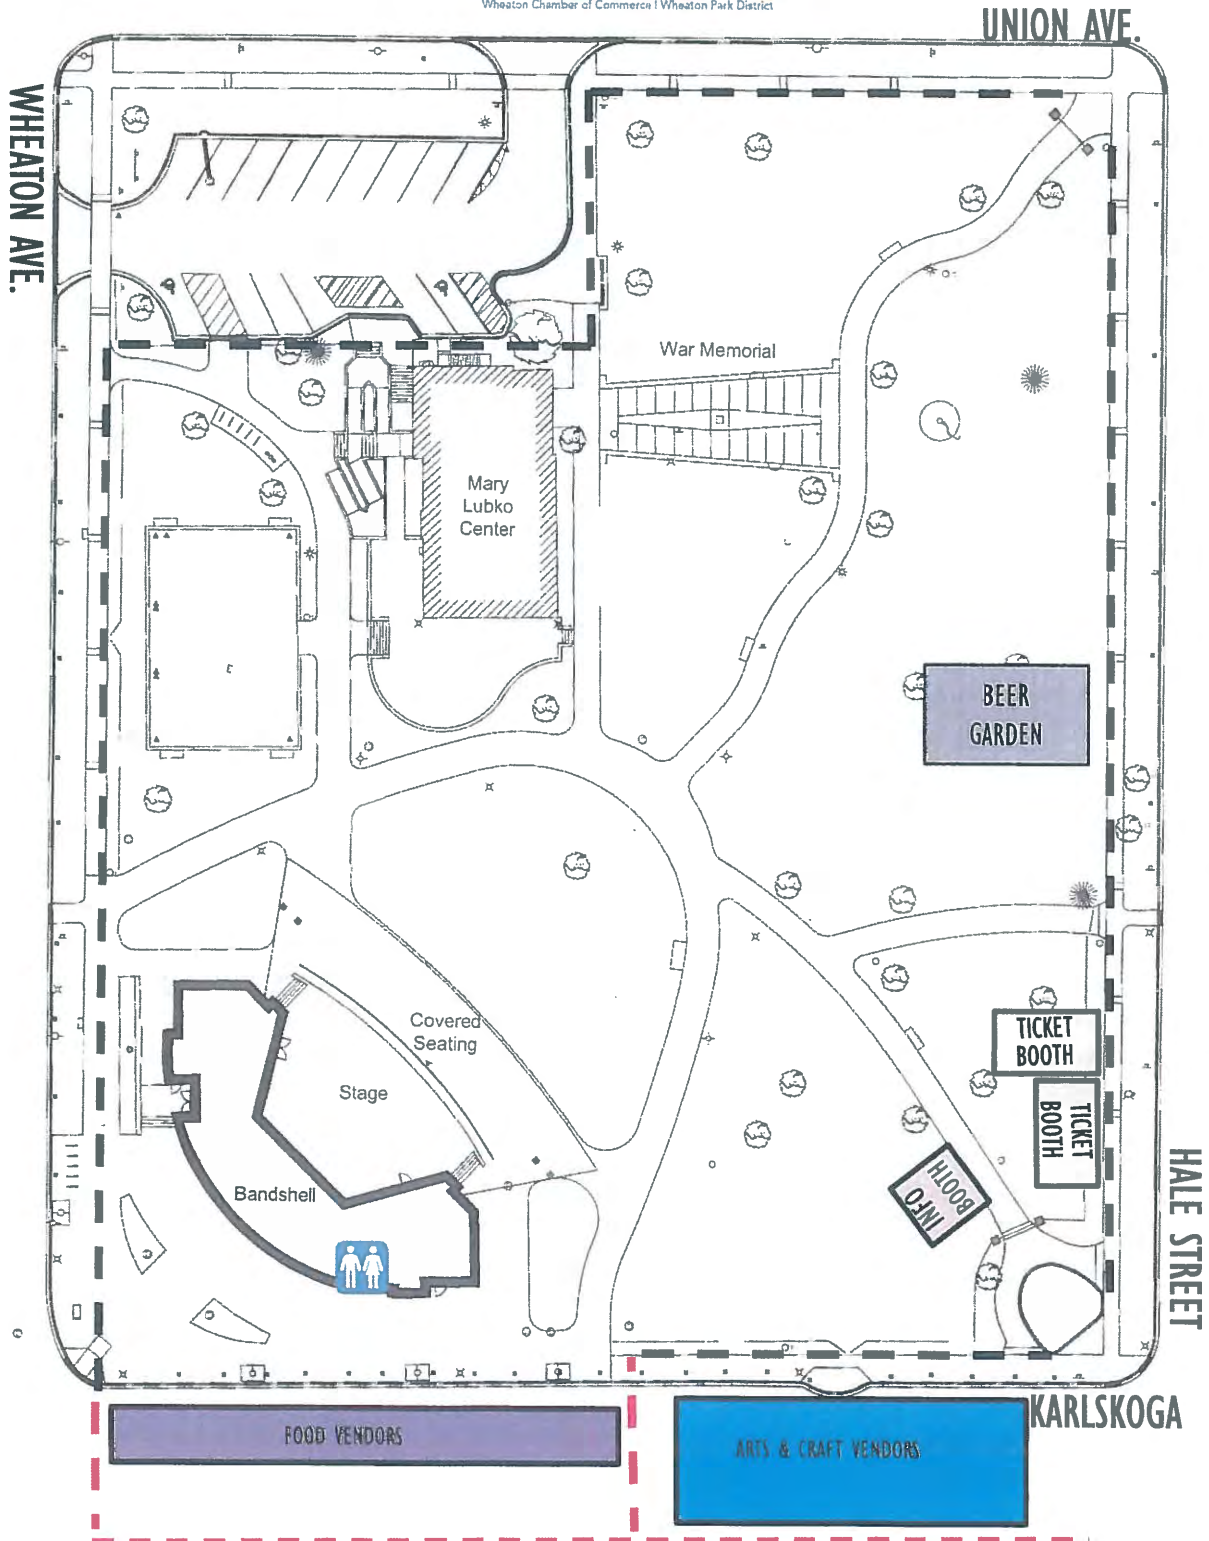 Wheaton Chamber of Commerce | Wheaton Park District
UNION AVE.
WHEATON AVE.
War Memorial
Mary
Lubko
Center
BEER
GARDEN
Covered
Seating
Stage
Bandshell
TICKET
BOOTH
TICKET
BOOTH
INFO
BOOTH
HALE STREET
KARLSKOGA
FOOD VENDORS
ARTS & CRAFT VENDORS